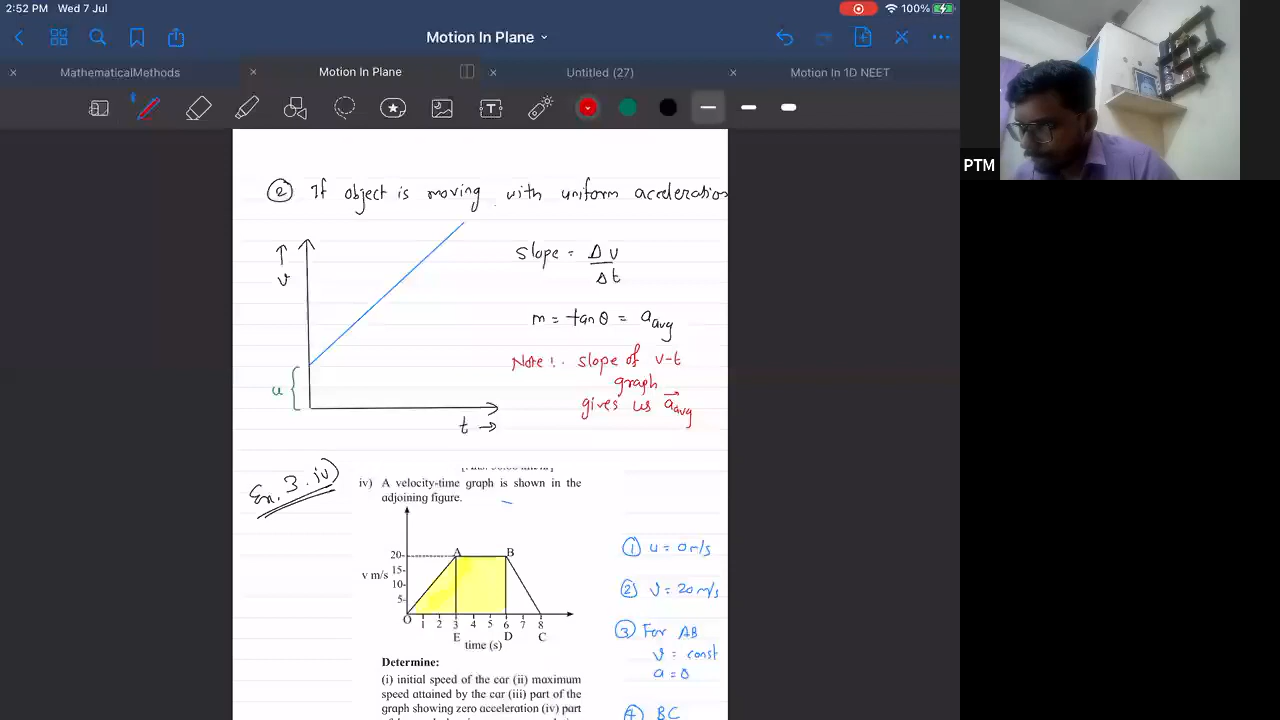 2:52 PM Wed 7 Jul
100%
Motion In Plane
MathematicalMethods
Motion In Plane
Untitled (27)
Motion In 1D NEET
T
PTM
② If object is moving with uniform acceleration
↑
v
u
t →
slope = Δv
Δt
m = tanθ = a avg
Note :. slope of v-t
graph
gives us a avg
Ex. 3. iv)
iv) A velocity-time graph is shown in the
adjoining figure.
20
15
10
5
v m/s
A B
O 1 2 3 4 5 6 7 8
E D C
time (s)
Determine:
(i) initial speed of the car (ii) maximum
speed attained by the car (iii) part of the
graph showing zero acceleration (iv) part
① u = 0 m/s
② v = 20 m/s
③ For AB
v = const
a = 0
④ BC